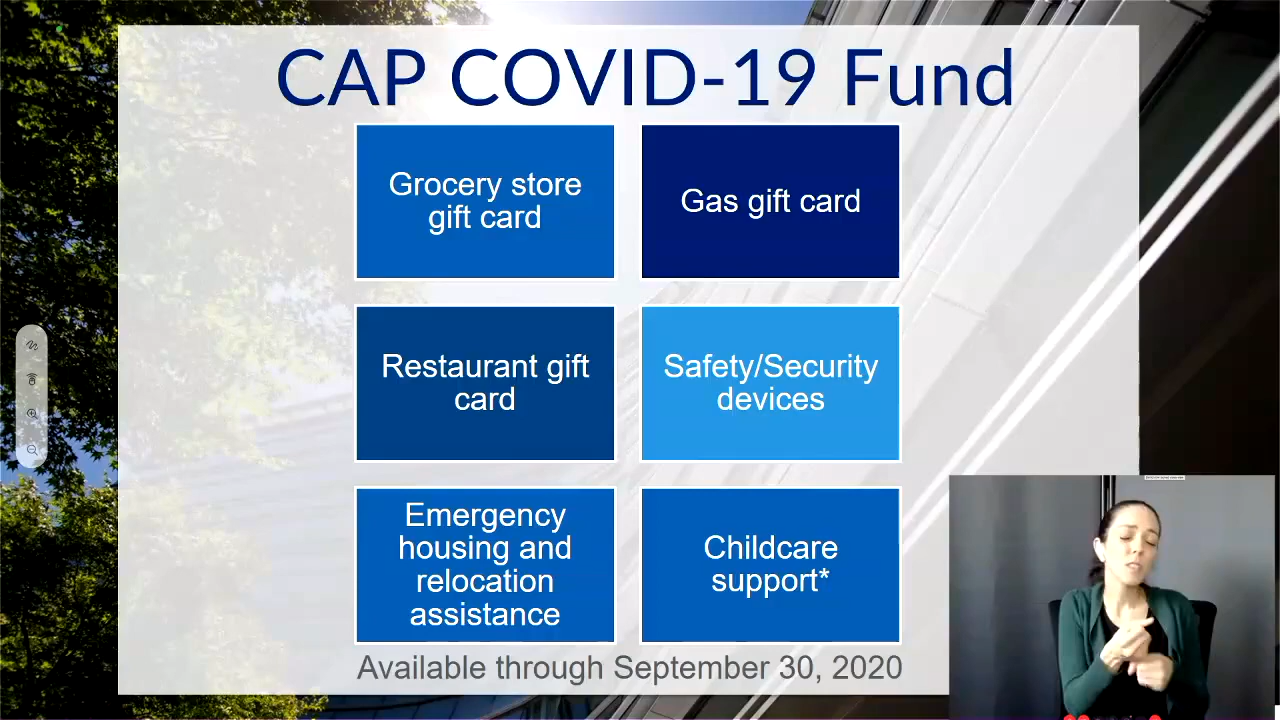 CAP COVID-19 Fund
Grocery store
gift card
Gas gift card
Restaurant gift
card
Safety/Security
devices
Emergency
housing and
relocation
assistance
Childcare
support*
Available through September 30, 2020